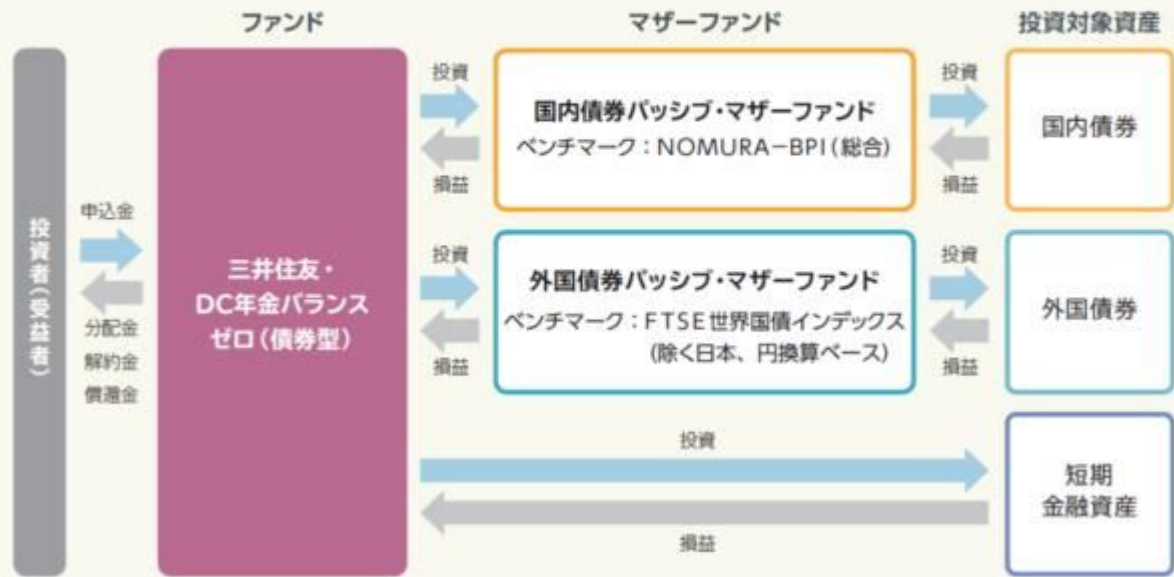 ファンド
マザーファンド
投資対象資産
投資者(受益者)
申込金
分配金
解約金
償還金
三井住友・
DC年金バランス
ゼロ(債券型)
投資
損益
国内債券パッシブ・マザーファンド
ベンチマーク:NOMURA-BPI(総合)
投資
損益
国内債券
投資
損益
外国債券パッシブ・マザーファンド
ベンチマーク:FTSE世界国債インデックス
(除く日本、円換算ベース)
投資
損益
外国債券
投資
損益
短期
金融資産